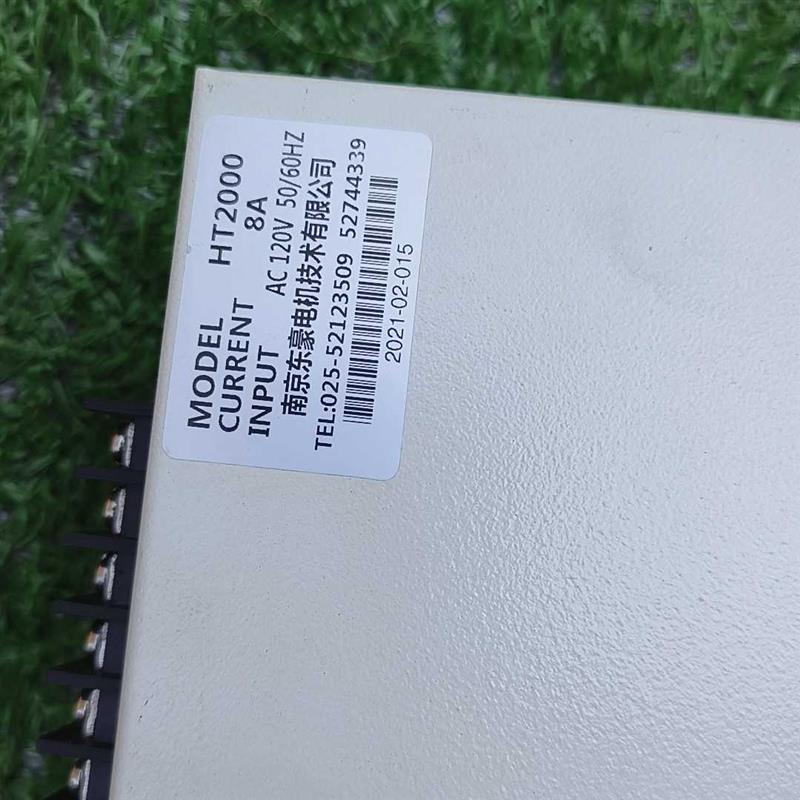 MODEL HT2000
CURRENT 8A
INPUT AC 120V 50/60HZ
南京东豪电机技术有限公司
TEL:025-52123509 52744339
2021-02-015